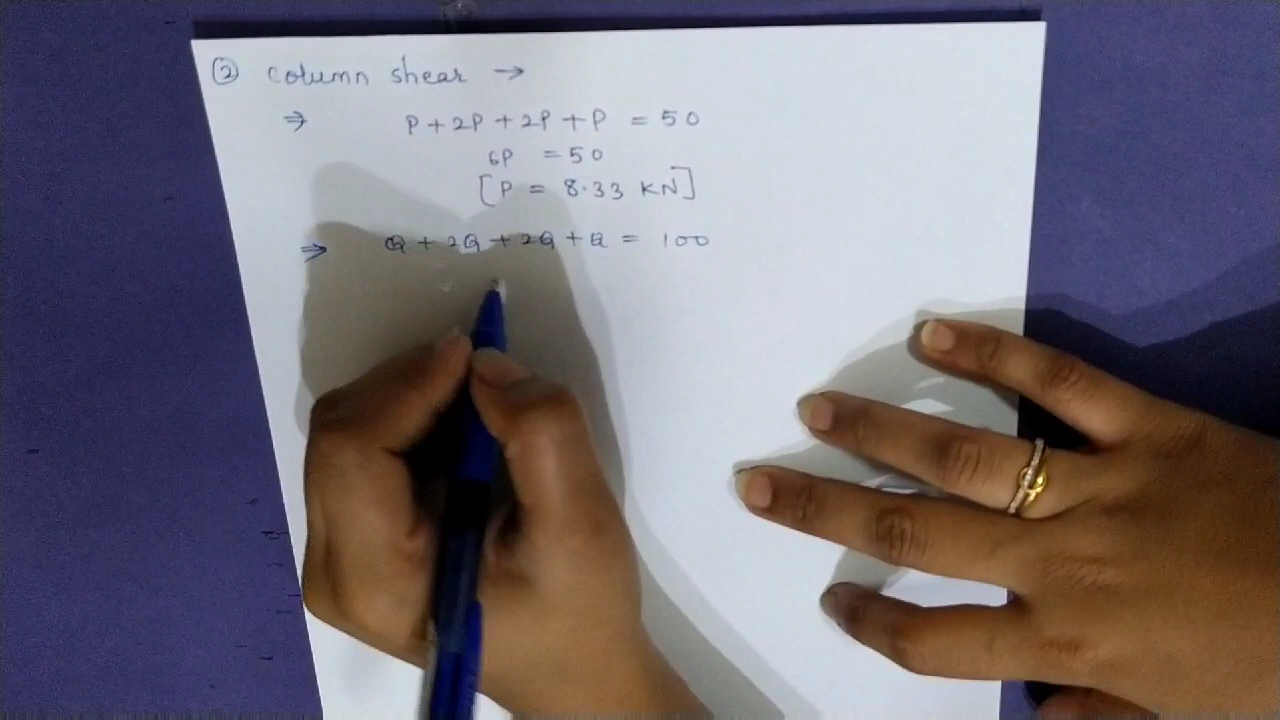 ② column shear →
⇒ P + 2P + 2P + P = 50
6P = 50
[P = 8.33 KN]
⇒ Q + 2Q + 2Q + Q = 100